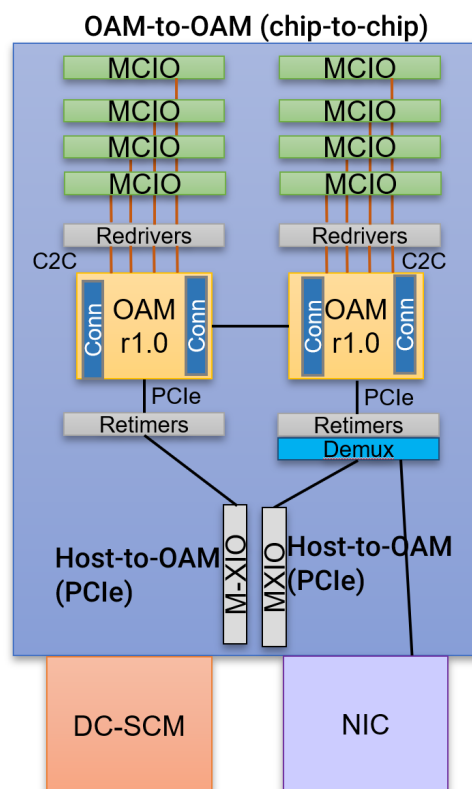 OAM-to-OAM (chip-to-chip)
MCIO
MCIO
MCIO
MCIO
MCIO
MCIO
MCIO
MCIO
Redrivers
Redrivers
C2C
C2C
Conn
OAM
r1.0
Conn
Conn
OAM
r1.0
Conn
PCIe
PCIe
Retimers
Retimers
Demux
Host-to-OAM
(PCIe)
M-XIO
MXIO
Host-to-OAM
(PCIe)
DC-SCM
NIC